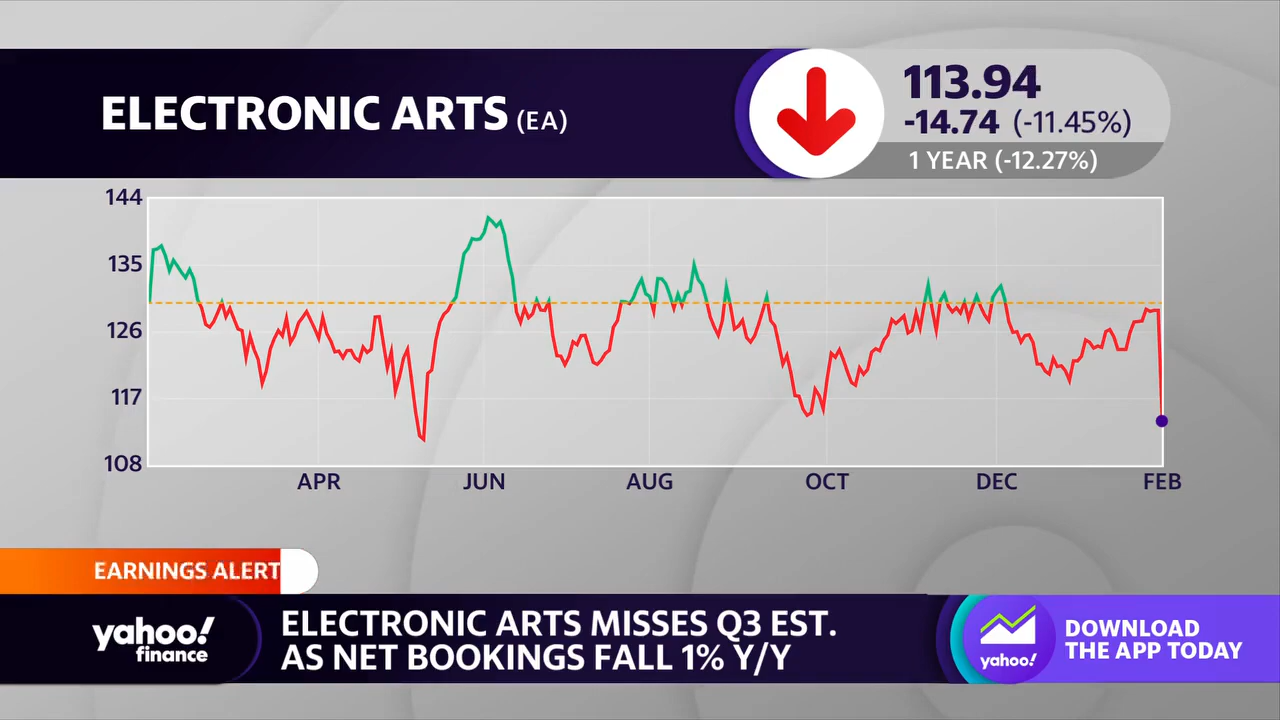 ELECTRONIC ARTS (EA)
113.94
-14.74 (-11.45%)
1 YEAR (-12.27%)
144
135
126
117
108
APR JUN AUG OCT DEC FEB
EARNINGS ALERT
yahoo!
finance
ELECTRONIC ARTS MISSES Q3 EST.
AS NET BOOKINGS FALL 1% Y/Y
yahoo!
DOWNLOAD
THE APP TODAY